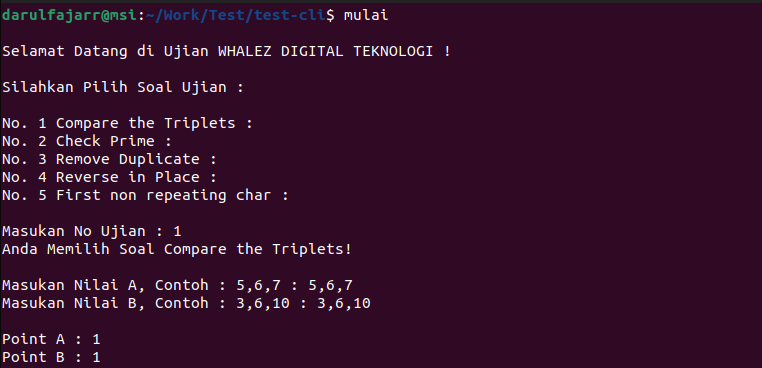 darulfajarr@msi:~/Work/Test/test-cli$ mulai
Selamat Datang di Ujian WHALEZ DIGITAL TEKNOLOGI !
Silahkan Pilih Soal Ujian :
No. 1 Compare the Triplets :
No. 2 Check Prime :
No. 3 Remove Duplicate :
No. 4 Reverse in Place :
No. 5 First non repeating char :
Masukan No Ujian : 1
Anda Memilih Soal Compare the Triplets!
Masukan Nilai A, Contoh : 5,6,7 : 5,6,7
Masukan Nilai B, Contoh : 3,6,10 : 3,6,10
Point A : 1
Point B : 1